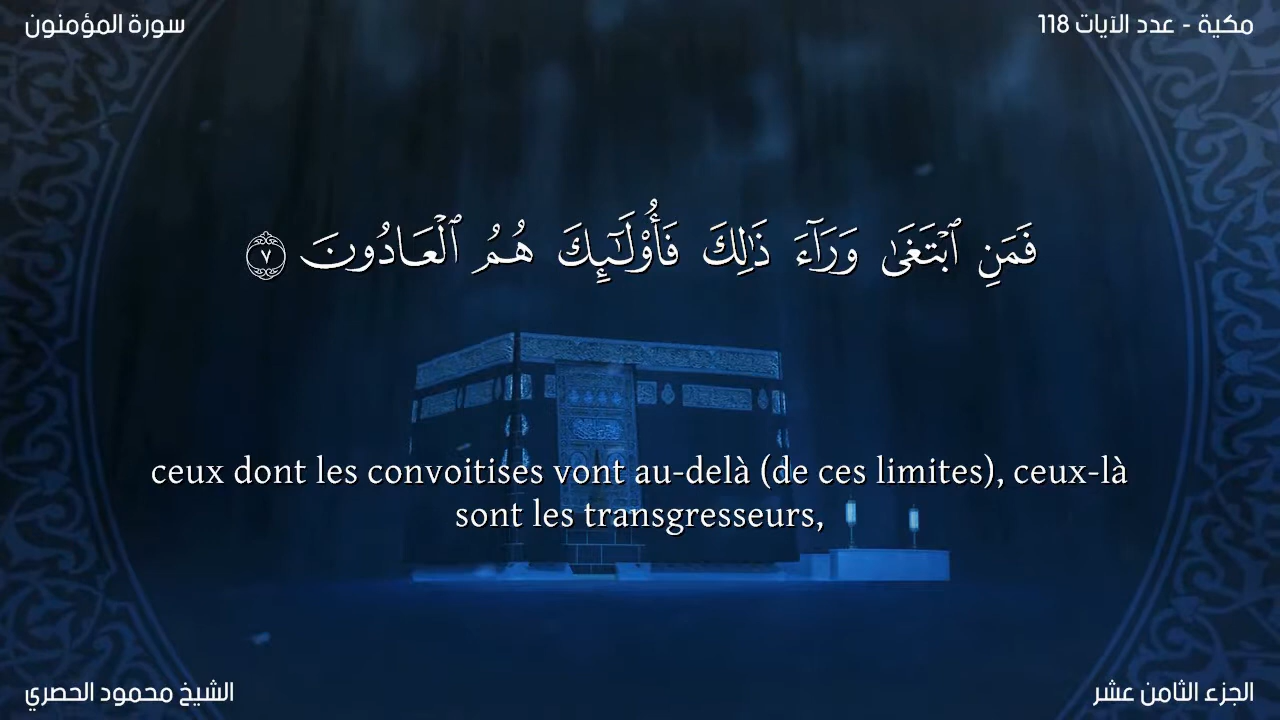 سورة المؤمنون
مكية - عدد الآيات 118
فَمَنِ ٱبْتَغَىٰ وَرَآءَ ذَٰلِكَ فَأُو۟لَـٰٓئِكَ هُمُ ٱلْعَادُونَ ٧
ceux dont les convoitises vont au-delà (de ces limites), ceux-là
sont les transgresseurs,
الشيخ محمود الحصري
الجزء الثامن عشر